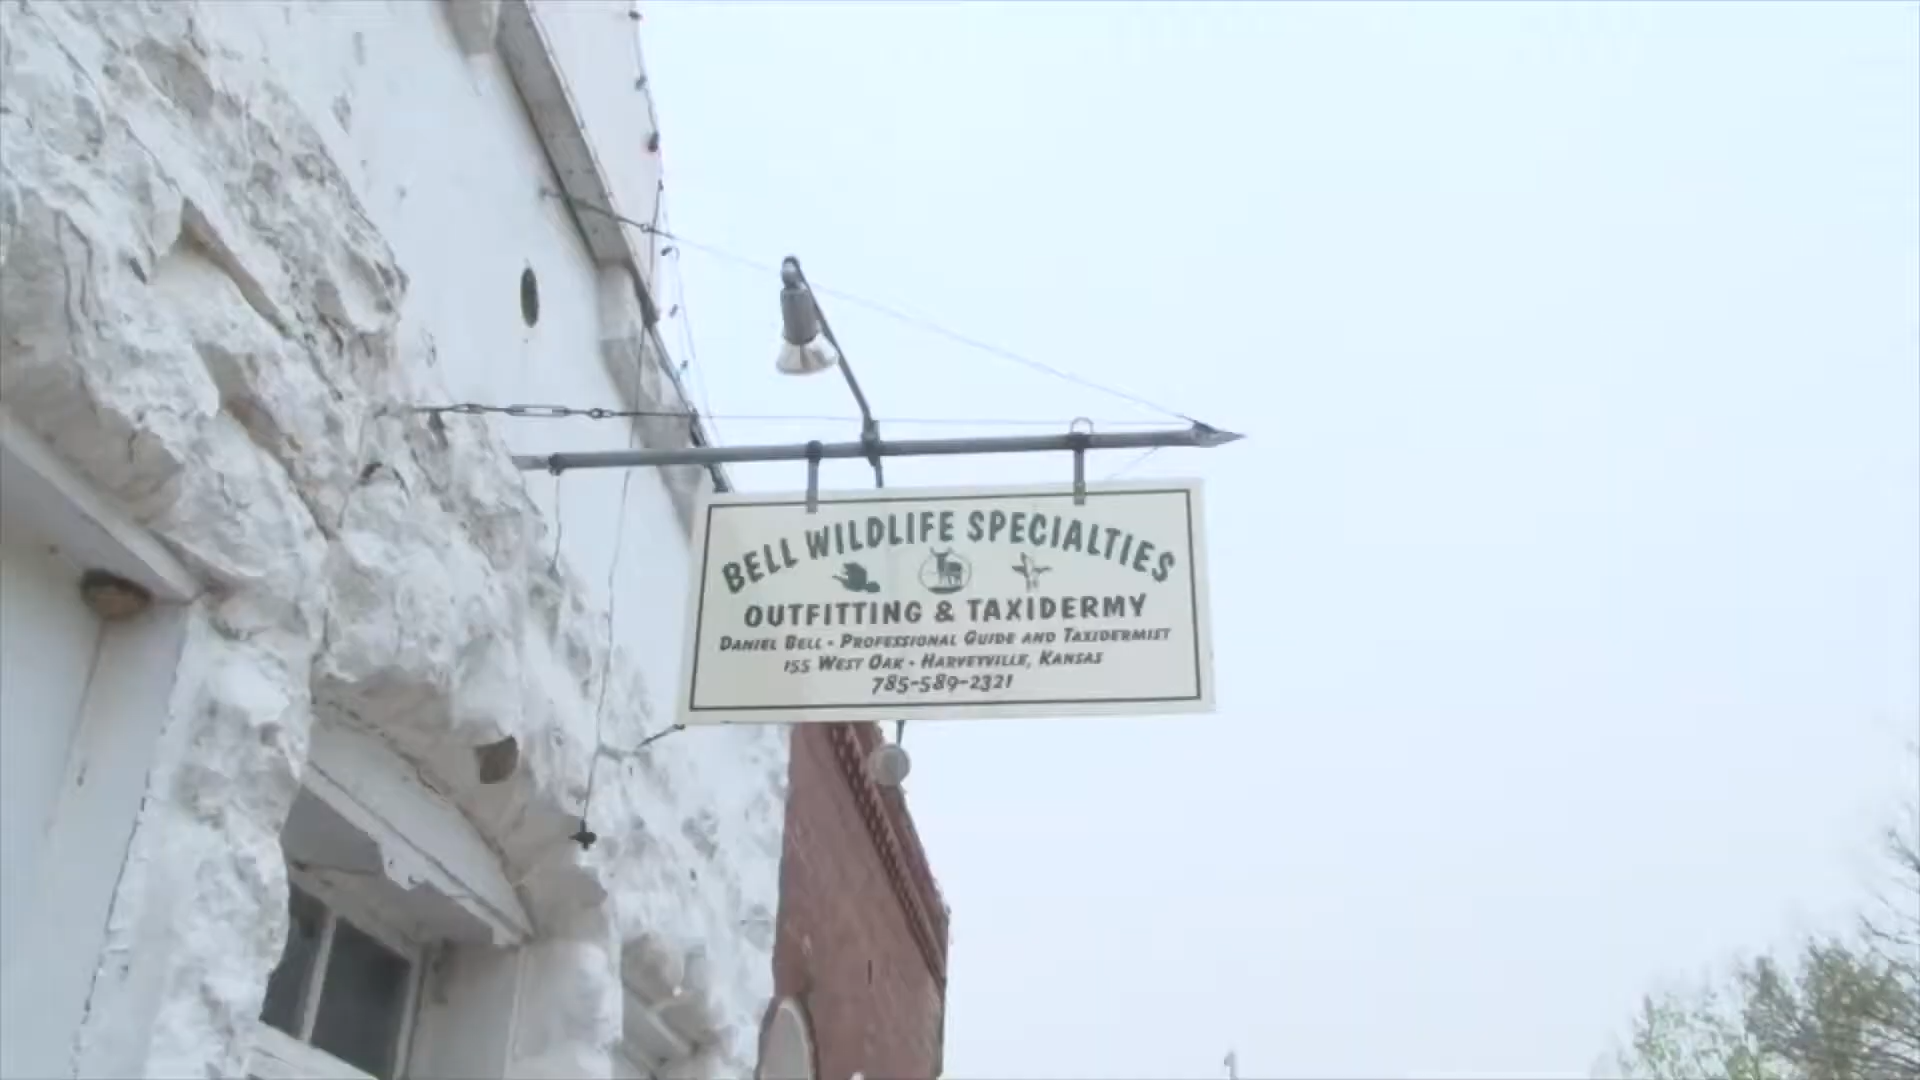 BELL WILDLIFE SPECIALTIES
OUTFITTING & TAXIDERMY
DANIEL BELL - PROFESSIONAL GUIDE AND TAXIDERMIST
155 WEST OAK - HARVEYVILLE, KANSAS
785-589-2321